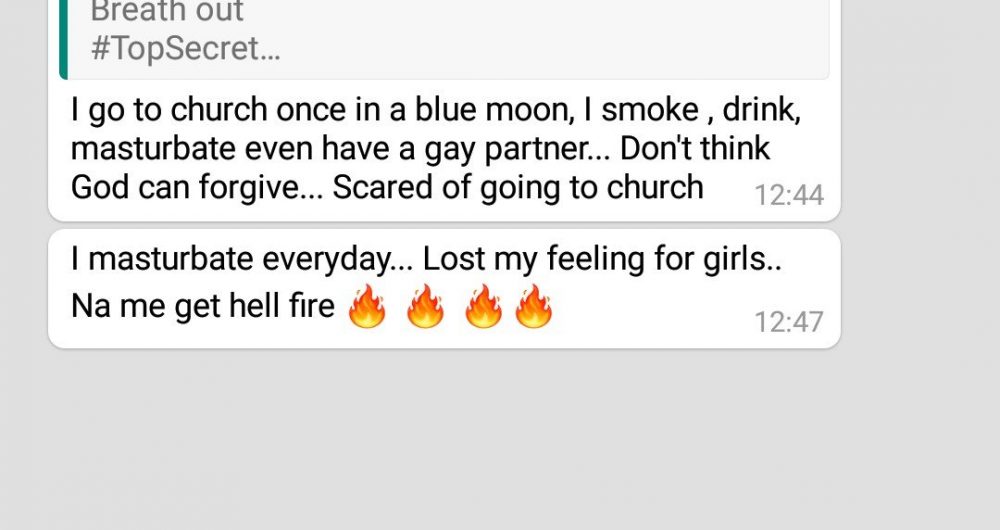 Breath out
#TopSecret...
I go to church once in a blue moon, I smoke , drink,
masturbate even have a gay partner... Don't think
God can forgive... Scared of going to church
12:44
I masturbate everyday... Lost my feeling for girls..
Na me get hell fire 🔥 🔥 🔥 🔥
12:47